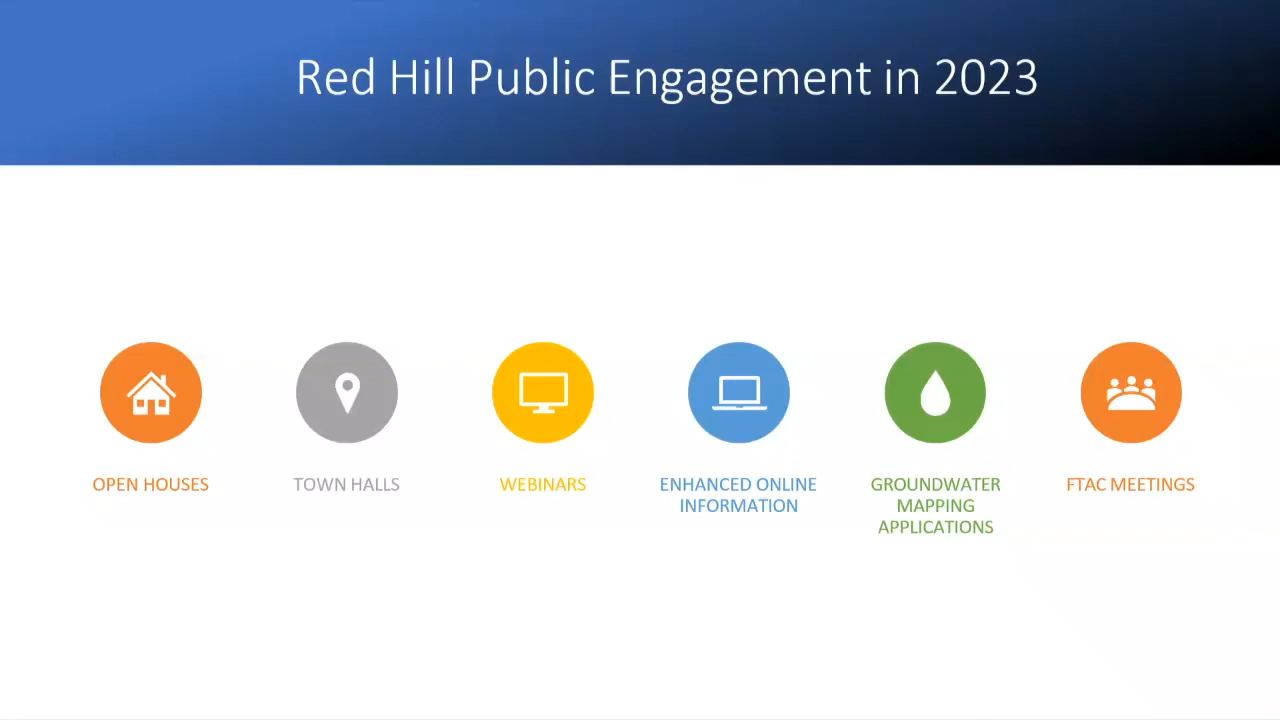 Red Hill Public Engagement in 2023
OPEN HOUSES
TOWN HALLS
WEBINARS
ENHANCED ONLINE
INFORMATION
GROUNDWATER
MAPPING
APPLICATIONS
FTAC MEETINGS